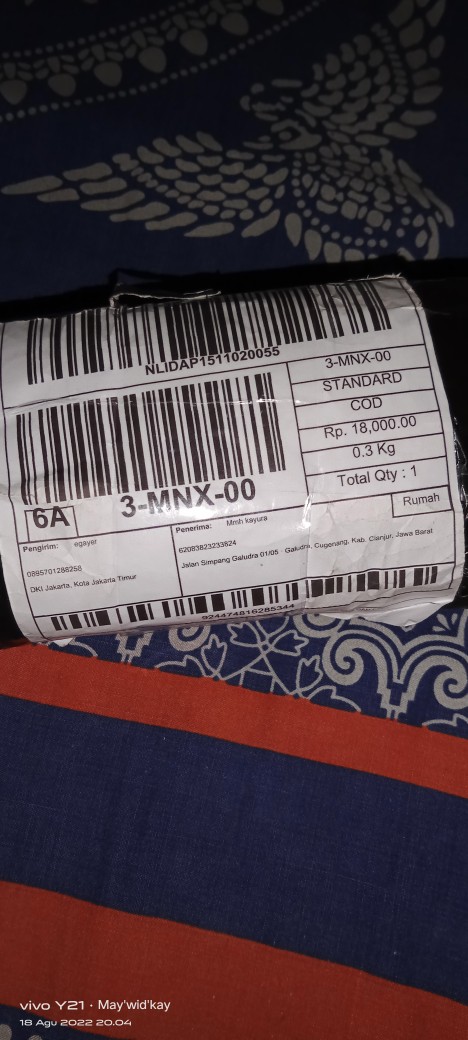 NLIDAP1511020055
3-MNX-00
STANDARD
COD
Rp. 18,000.00
0.3 Kg
Total Qty : 1
6A
3-MNX-00
Rumah
Pengirim: egayer
0895701288258
DKI Jakarta, Kota Jakarta Timur
Penerima: Mmh kayura
62083823233824
Jalan Simpang Galudra 01/05 - Galudra, Cugenang, Kab. Cianjur, Jawa Barat
924474816285344
vivo Y21 · May'wid'kay
18 Agu 2022 20.04